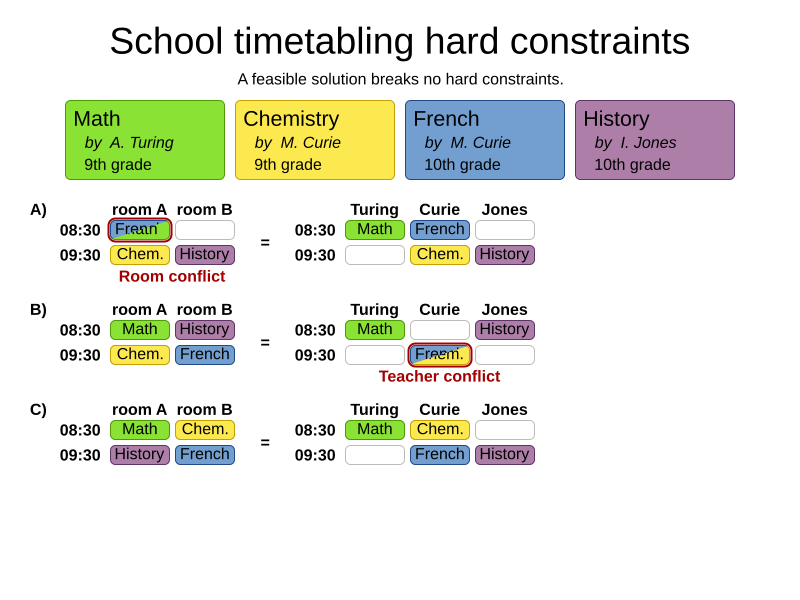 School timetabling hard constraints
A feasible solution breaks no hard constraints.
Math Chemistry French History
by A. Turing by M. Curie by M. Curie by I. Jones
9th grade 9th grade 10th grade 10th grade
A) room A room B Turing Curie Jones
08:30 08:30 Math French
09:30 Chem. History = 09:30 Chem. History
Room conflict
B) room A room B Turing Curie Jones
08:30 Math History 08:30 Math History
09:30 Chem. French = 09:30
Teacher conflict
C) room A room B Turing Curie Jones
08:30 Math Chem. 08:30 Math Chem.
09:30 History French = 09:30 French History